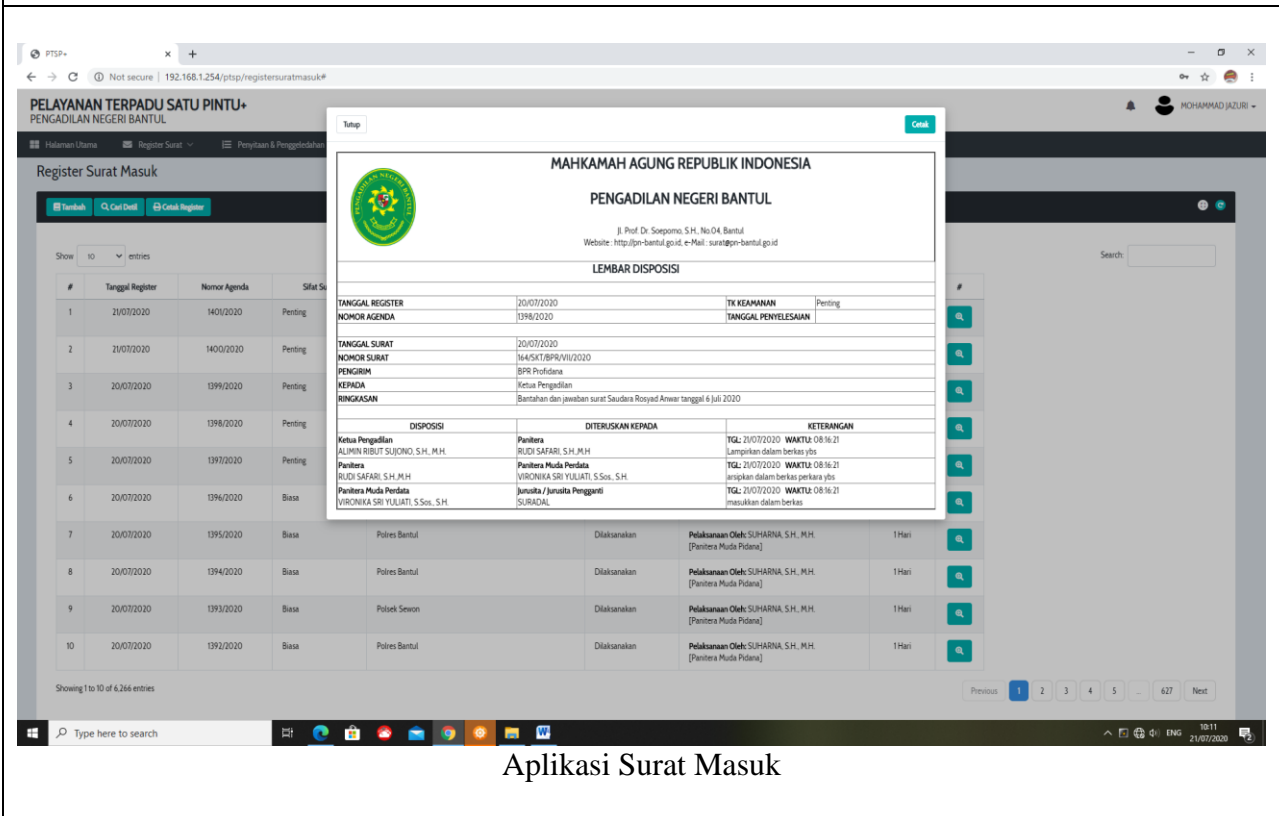 PTSP+
Not secure | 192.168.1.254/ptsp/registersuratmasuk#
PELAYANAN TERPADU SATU PINTU+
PENGADILAN NEGERI BANTUL
MOHAMMAD JAZURI
Halaman Utama Register Surat Penyitaan & Penggeledahan
Register Surat Masuk
Tambah Cari Detil Cetak Register
Show 10 entries
Search:
# Tanggal Register Nomor Agenda Sifat Su #
1 21/07/2020 1401/2020 Penting
2 21/07/2020 1400/2020 Penting
3 20/07/2020 1399/2020 Penting
4 20/07/2020 1398/2020 Penting
5 20/07/2020 1397/2020 Penting
6 20/07/2020 1396/2020 Biasa
Tutup Cetak
MAHKAMAH AGUNG REPUBLIK INDONESIA
PENGADILAN NEGERI BANTUL
Jl. Prof. Dr. Soepomo, S.H., No.04, Bantul
Website : http://pn-bantul.go.id, e-Mail : surat@pn-bantul.go.id
LEMBAR DISPOSISI
TANGGAL REGISTER 20/07/2020 TK KEAMANAN Penting
NOMOR AGENDA 1398/2020 TANGGAL PENYELESAIAN
TANGGAL SURAT 20/07/2020
NOMOR SURAT 164/SKT/BPR/VII/2020
PENGIRIM BPR Profidana
KEPADA Ketua Pengadilan
RINGKASAN Bantahan dan jawaban surat Saudara Rosyad Anwar tanggal 6 Juli 2020
DISPOSISI DITERUSKAN KEPADA KETERANGAN
Ketua Pengadilan Panitera TGL: 21/07/2020 WAKTU: 08:16:21
ALIMIN RIBUT SUJONO, S.H., M.H. RUDI SAFARI, S.H.,M.H Lampirkan dalam berkas ybs
Panitera Panitera Muda Perdata TGL: 21/07/2020 WAKTU: 08:16:21
RUDI SAFARI, S.H.,M.H VIRONIKA SRI YULIATI, S.Sos., S.H. arsipkan dalam berkas perkara ybs
Panitera Muda Perdata Jurusita / Jurusita Pengganti TGL: 21/07/2020 WAKTU: 08:16:21
VIRONIKA SRI YULIATI, S.Sos., S.H. SURADAL masukkan dalam berkas
7 20/07/2020 1395/2020 Biasa Polres Bantul Dilaksanakan Pelaksanaan Oleh: SUHARNA, S.H., M.H. 1 Hari
[Panitera Muda Pidana]
8 20/07/2020 1394/2020 Biasa Polres Bantul Dilaksanakan Pelaksanaan Oleh: SUHARNA, S.H., M.H. 1 Hari
[Panitera Muda Pidana]
9 20/07/2020 1393/2020 Biasa Polsek Sewon Dilaksanakan Pelaksanaan Oleh: SUHARNA, S.H., M.H. 1 Hari
[Panitera Muda Pidana]
10 20/07/2020 1392/2020 Biasa Polres Bantul Dilaksanakan Pelaksanaan Oleh: SUHARNA, S.H., M.H. 1 Hari
[Panitera Muda Pidana]
Showing 1 to 10 of 6,266 entries
Previous 1 2 3 4 5 ... 627 Next
Type here to search
ENG 10:11
21/07/2020
Aplikasi Surat Masuk